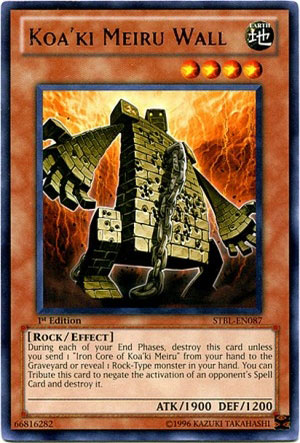 Koa'ki Meiru Wall
EARTH
地
1st Edition
STBL-EN087
[Rock/Effect]
During each of your End Phases, destroy this card unless
you send 1 "Iron Core of Koa'ki Meiru" from your hand to the
Graveyard or reveal 1 Rock-Type monster in your hand. You can
Tribute this card to negate the activation of an opponent's Spell
Card and destroy it.
ATK/1900 DEF/1200
66816282
©1996 KAZUKI TAKAHASHI